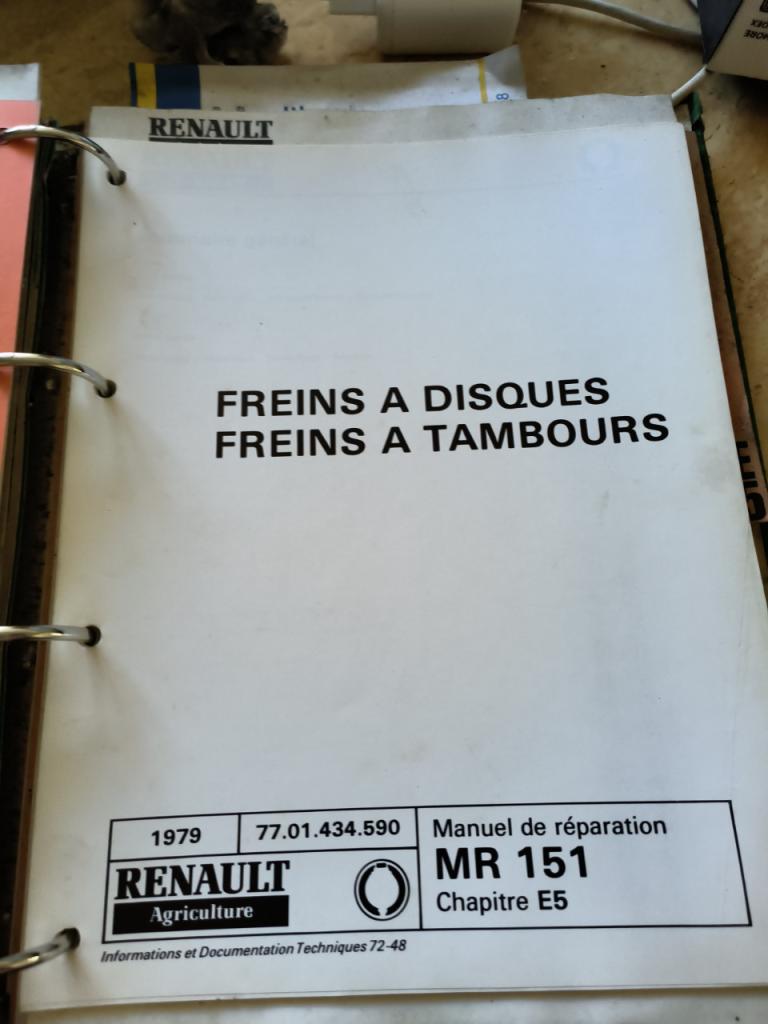 RENAULT
FREINS A DISQUES
FREINS A TAMBOURS
1979
77.01.434.590
RENAULT
Agriculture
Manuel de réparation
MR 151
Chapitre E5
Informations et Documentation Techniques 72-48